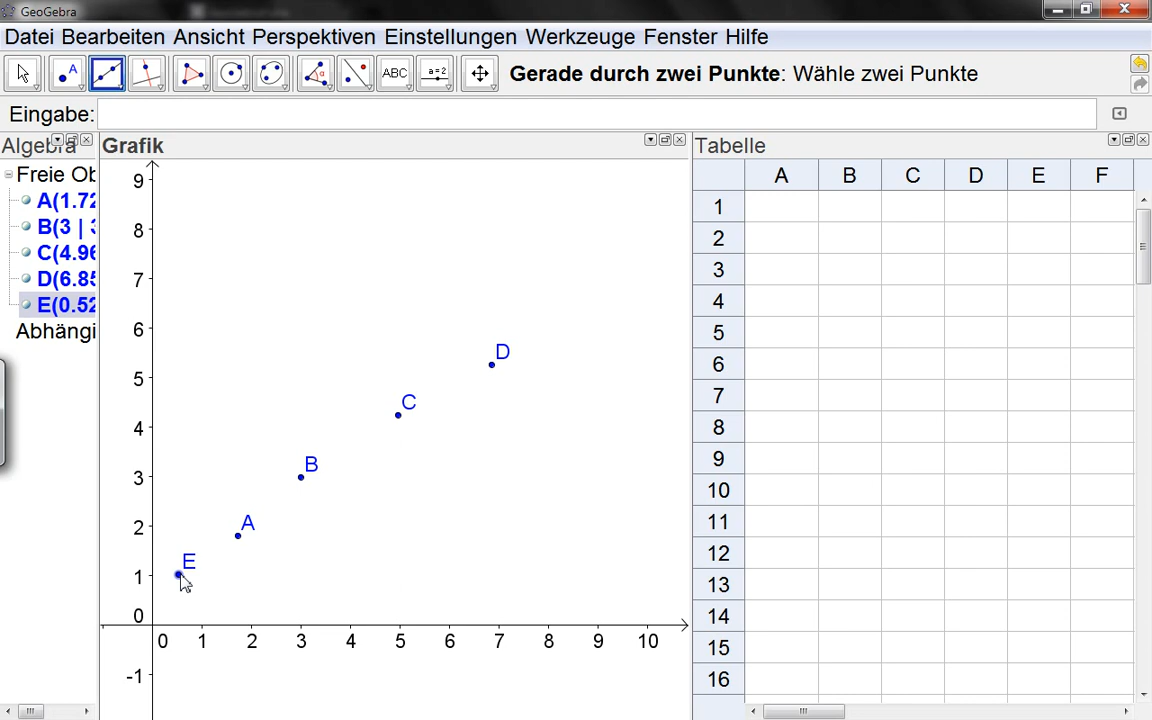 GeoGebra
Datei Bearbeiten Ansicht Perspektiven Einstellungen Werkzeuge Fenster Hilfe
A ABC a=2 Gerade durch zwei Punkte: Wähle zwei Punkte
Eingabe:
Algebra Grafik Tabelle
Freie Ob
A(1.72
B(3 | 3
C(4.96
D(6.85
E(0.52
Abhängi
9
8
7
6
5
4
3
2
1
0
-1
0 1 2 3 4 5 6 7 8 9 10
D
C
B
A
E
A B C D E F
1
2
3
4
5
6
7
8
9
10
11
12
13
14
15
16